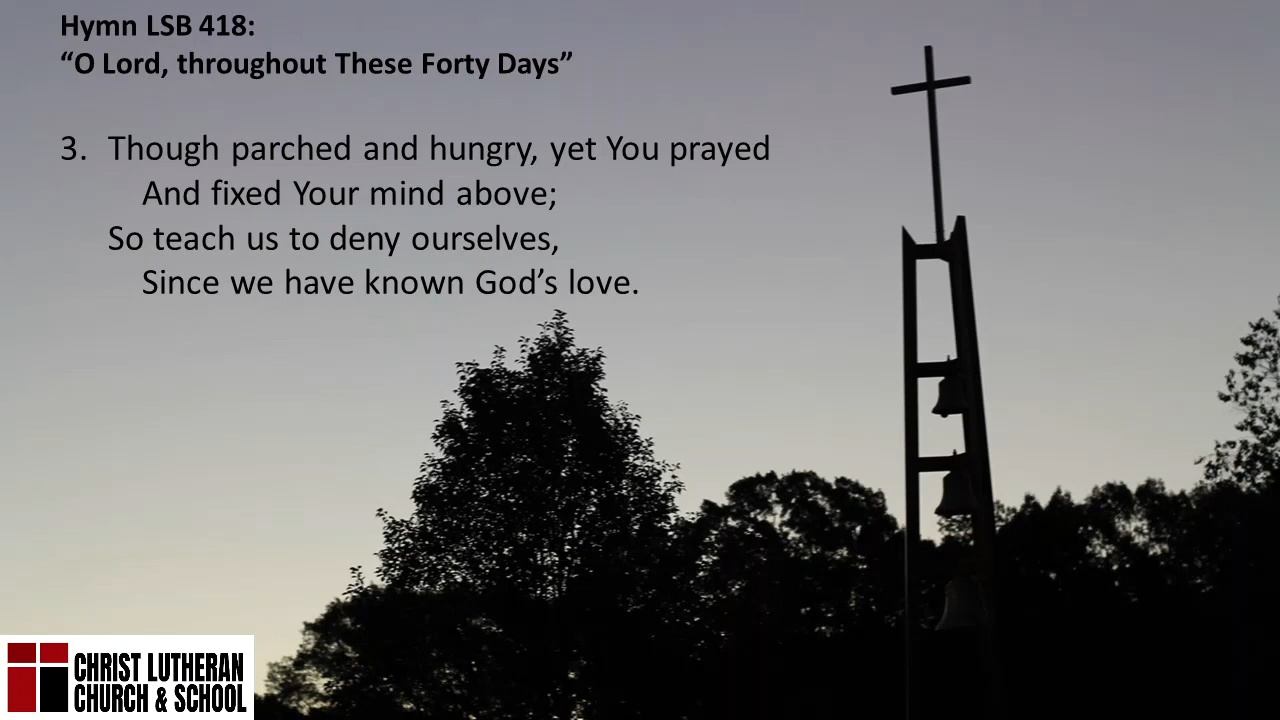 Hymn LSB 418:
“O Lord, throughout These Forty Days”
3. Though parched and hungry, yet You prayed
And fixed Your mind above;
So teach us to deny ourselves,
Since we have known God’s love.
CHRIST LUTHERAN
CHURCH & SCHOOL